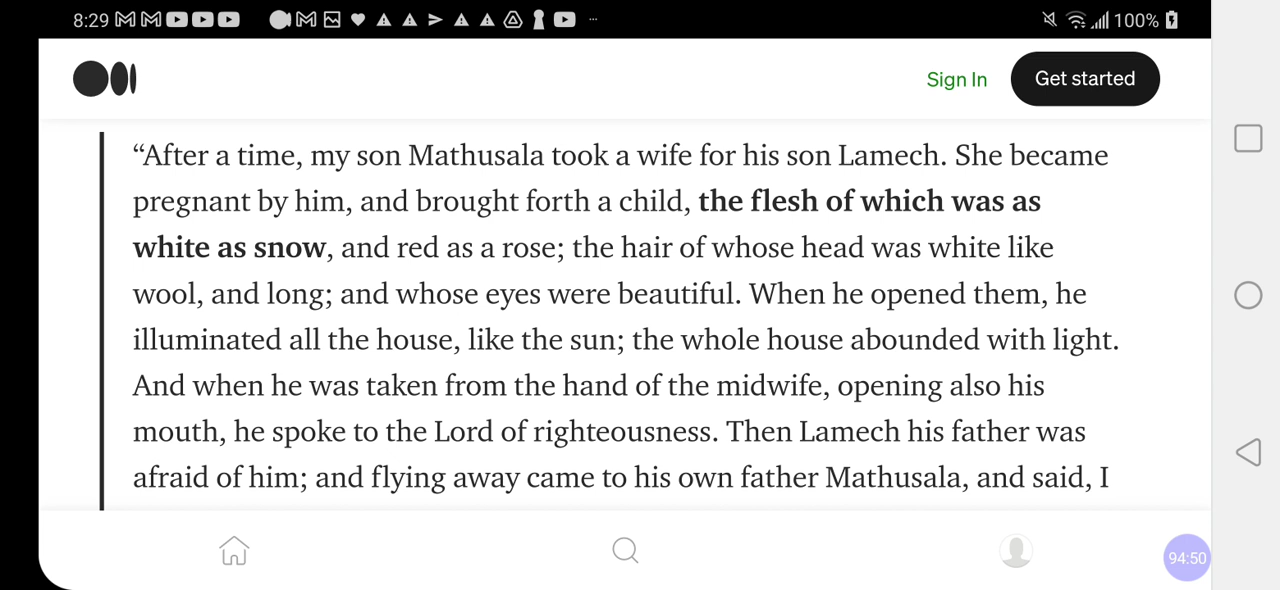 8:29
100%
Sign In
Get started
“After a time, my son Mathusala took a wife for his son Lamech. She became
pregnant by him, and brought forth a child, the flesh of which was as
white as snow, and red as a rose; the hair of whose head was white like
wool, and long; and whose eyes were beautiful. When he opened them, he
illuminated all the house, like the sun; the whole house abounded with light.
And when he was taken from the hand of the midwife, opening also his
mouth, he spoke to the Lord of righteousness. Then Lamech his father was
afraid of him; and flying away came to his own father Mathusala, and said, I
94:50